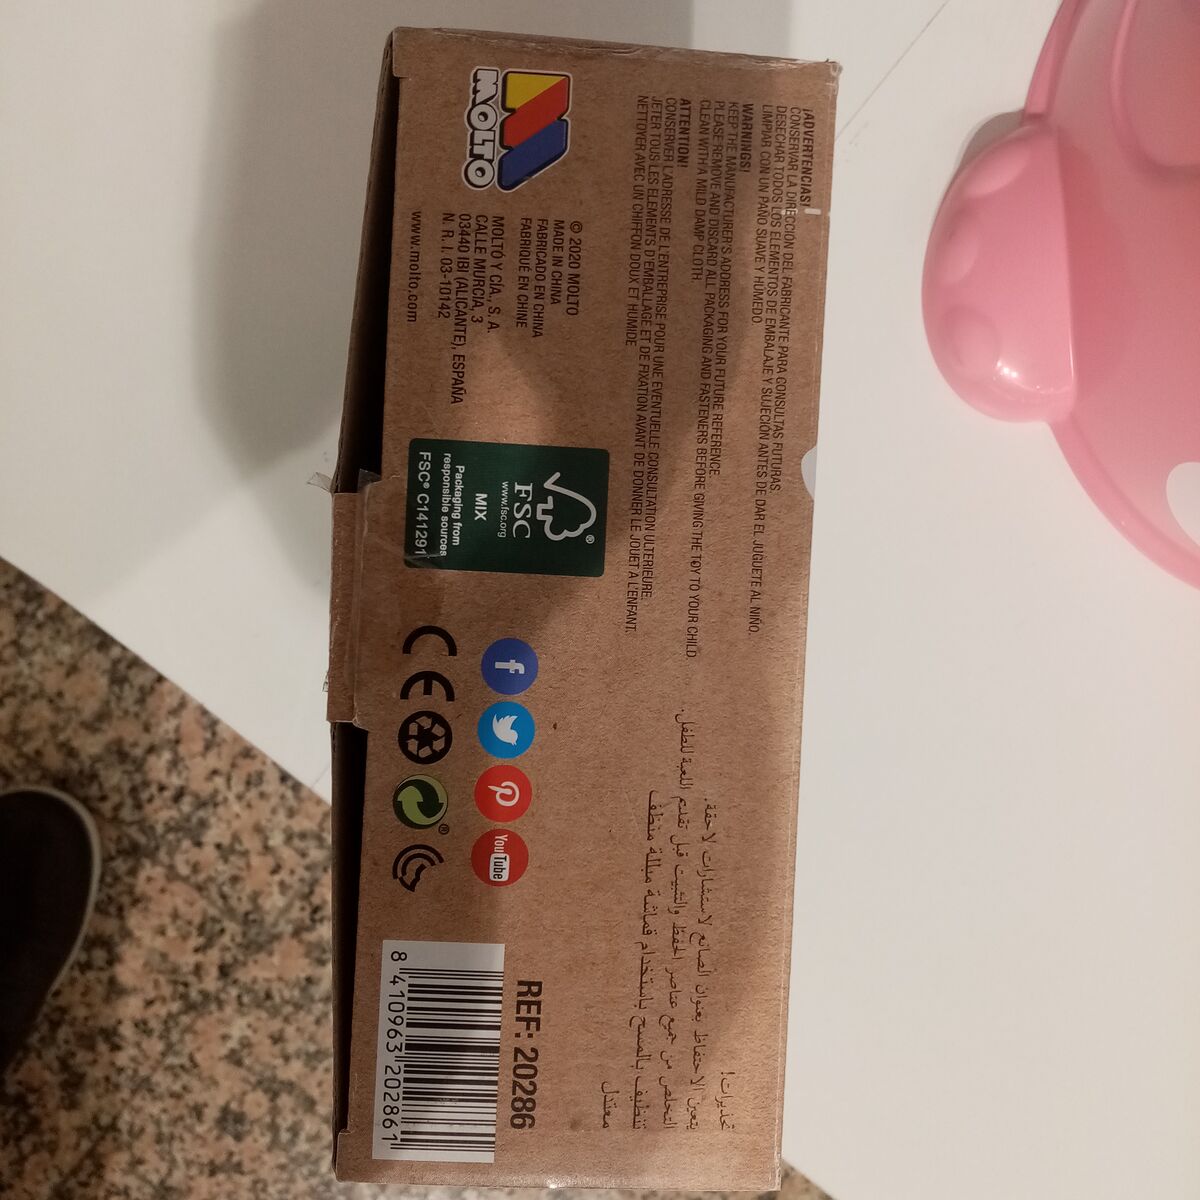 ¡ADVERTENCIAS!
CONSERVAR LA DIRECCIÓN DEL FABRICANTE PARA CONSULTAS FUTURAS.
DESECHAR TODOS LOS ELEMENTOS DE EMBALAJE Y SUJECIÓN ANTES DE DAR EL JUGUETE AL NIÑO.
LIMPIAR CON UN PAÑO SUAVE Y HÚMEDO.
WARNINGS!
KEEP THE MANUFACTURER'S ADDRESS FOR YOUR FUTURE REFERENCE.
PLEASE REMOVE AND DISCARD ALL PACKAGING AND FASTENERS BEFORE GIVING THE TOY TO YOUR CHILD.
CLEAN WITH A MILD DAMP CLOTH.
ATTENTION!
CONSERVER L'ADRESSE DE L'ENTREPRISE POUR UNE EVENTUELLE CONSULTATION ULTERIEURE.
JETER TOUS LES ELEMENTS D'EMBALLAGE ET DE FIXATION AVANT DE DONNER LE JOUET A L'ENFANT.
NETTOYER AVEC UN CHIFFON DOUX ET HUMIDE
تحذيرات!
يتعين الاحتفاظ بعنوان الصانع لاستشارات لاحقة.
التخلص من جميع عناصر الحفظ والتثبيت قبل تقديم اللعبة للطفل.
تنظيف بالمسح باستخدام قماشة مبللة منظف
معتدل
MOLTO
© 2020 MOLTO
MADE IN CHINA
FABRICADO EN CHINA
FABRIQUÉ EN CHINE
MOLTÓ Y CÍA., S. A.
CALLE MURCIA, 3
03440 IBI (ALICANTE), ESPAÑA
N. R. I. 03-10142
www.molto.com
®
FSC
www.fsc.org
MIX
Packaging from
responsible sources
FSC® C141291
f
YouTube
CE
®
REF: 20286
8 410963 202861